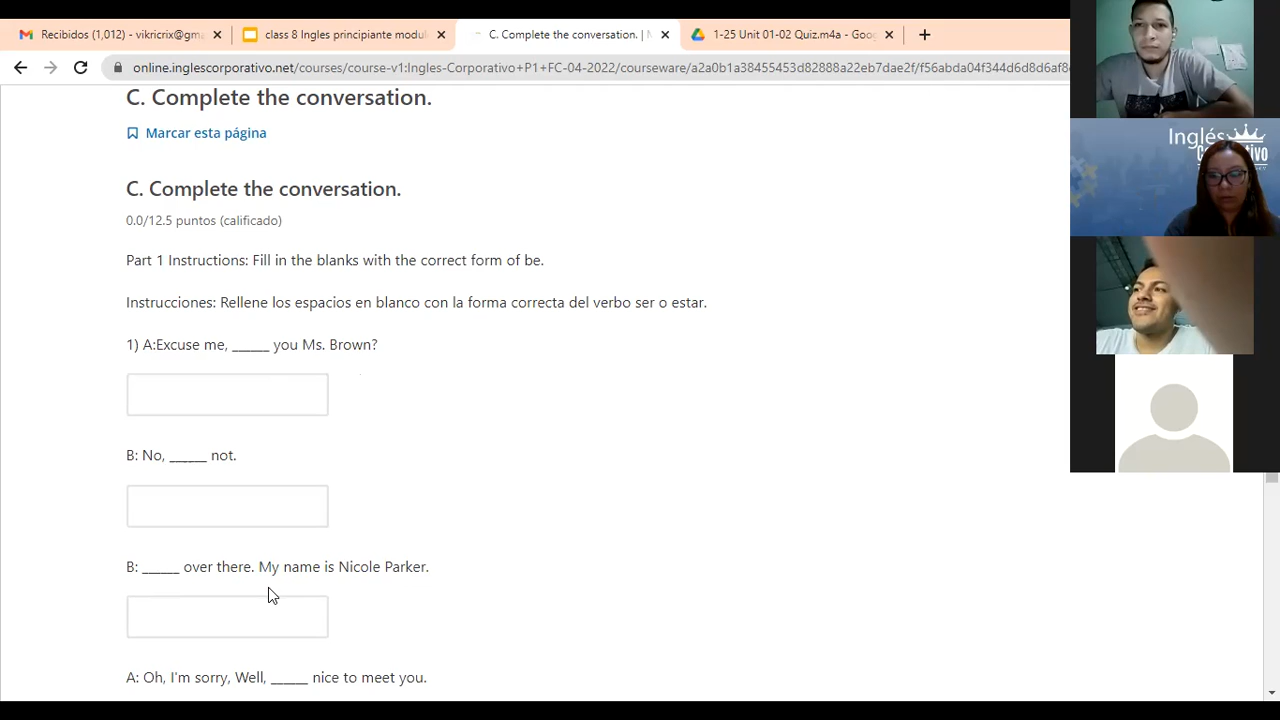 Recibidos (1,012) - vikricrix@gm
class 8 Ingles principiante modul
C. Complete the conversation. |
1-25 Unit 01-02 Quiz.m4a - Goo
online.inglescorporativo.net/courses/course-v1:Ingles-Corporativo+P1+FC-04-2022/courseware/a2a0b1a38455453d82888a22eb7dae2f/f56abda04f344d6d8d6af8
C. Complete the conversation.
Marcar esta página
C. Complete the conversation.
0.0/12.5 puntos (calificado)
Part 1 Instructions: Fill in the blanks with the correct form of be.
Instrucciones: Rellene los espacios en blanco con la forma correcta del verbo ser o estar.
1) A:Excuse me, ______ you Ms. Brown?
B: No, ______ not.
B: ______ over there. My name is Nicole Parker.
A: Oh, I'm sorry, Well, ______ nice to meet you.
Inglés